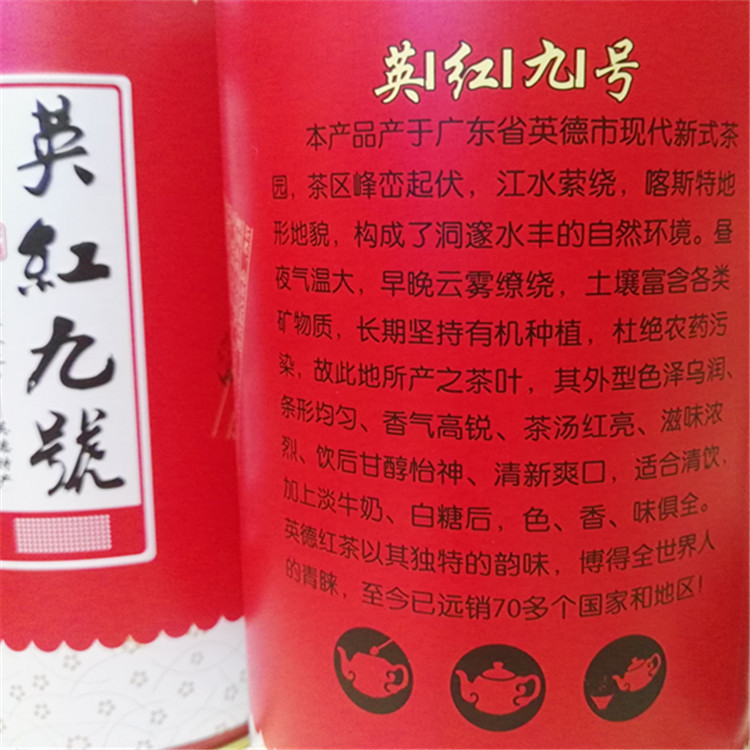 英紅九號
英红九号
本产品产于广东省英德市现代新式茶
园，茶区峰峦起伏，江水萦绕，喀斯特地
形地貌，构成了洞邃水丰的自然环境。昼
夜气温大，早晚云雾缭绕，土壤富含各类
矿物质，长期坚持有机种植，杜绝农药污
染，故此地所产之茶叶，其外型色泽乌润、
条形均匀、香气高锐、茶汤红亮、滋味浓
烈、饮后甘醇怡神、清新爽口，适合清饮，
加上淡牛奶、白糖后，色、香、味俱全。
英德红茶以其独特的韵味，博得全世界人
的青睐，至今已远销70多个国家和地区！